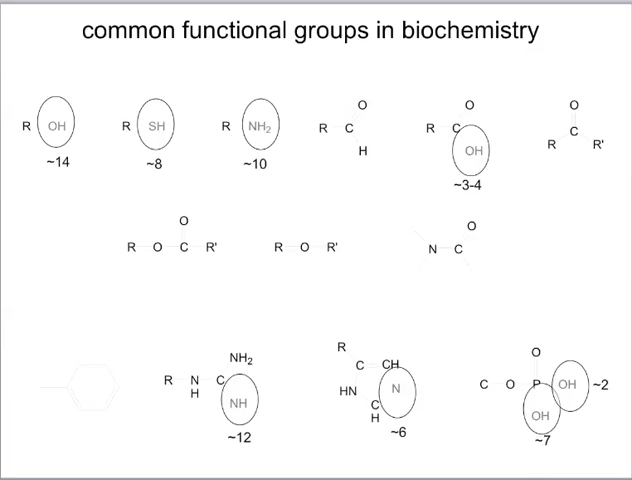 common functional groups in biochemistry
R OH
~14
R SH
~8
R NH₂
~10
O
R C
H
O
R C
OH
~3-4
O
C
R R'
O
R O C R'
R O R'
O
N C
NH₂
R N C
H
NH
~12
R
C CH
HN N
C
H
~6
O
C O P OH ~2
OH
~7